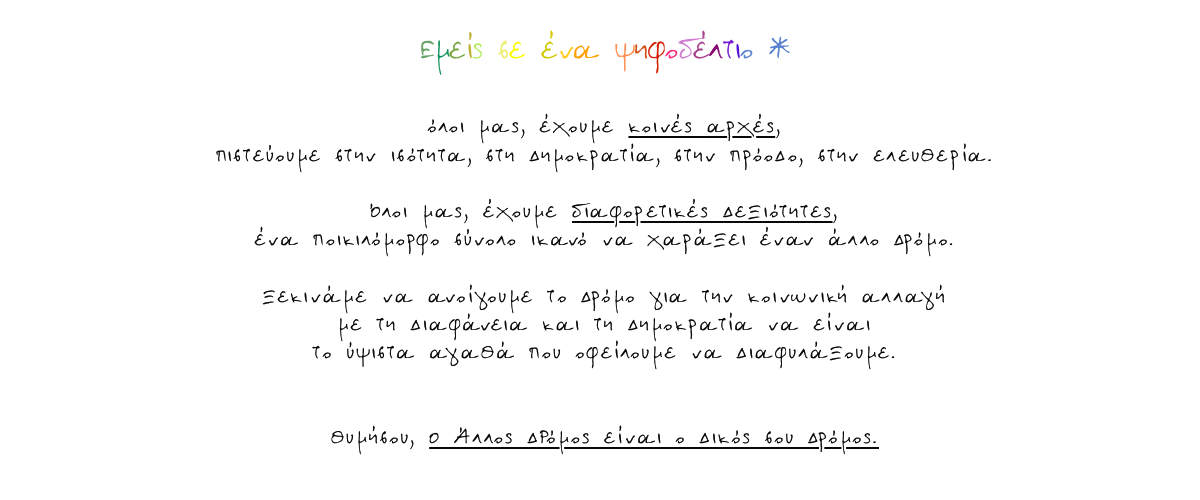 Εμείς σε ένα ψηφοδέλτιο *
όλοι μας, έχουμε κοινές αρχές,
πιστεύουμε στην ισότητα, στη δημοκρατία, στην πρόοδο, στην ελευθερία.
Όλοι μας, έχουμε διαφορετικές δεξιότητες,
ένα ποικιλόμορφο σύνολο ικανό να χαράξει έναν άλλο δρόμο.
Ξεκινάμε να ανοίγουμε το δρόμο για την κοινωνική αλλαγή
με τη διαφάνεια και τη δημοκρατία να είναι
το ύψιστα αγαθά που οφείλουμε να διαφυλάξουμε.
Θυμήσου, ο Άλλος Δρόμος είναι ο δικός σου δρόμος.